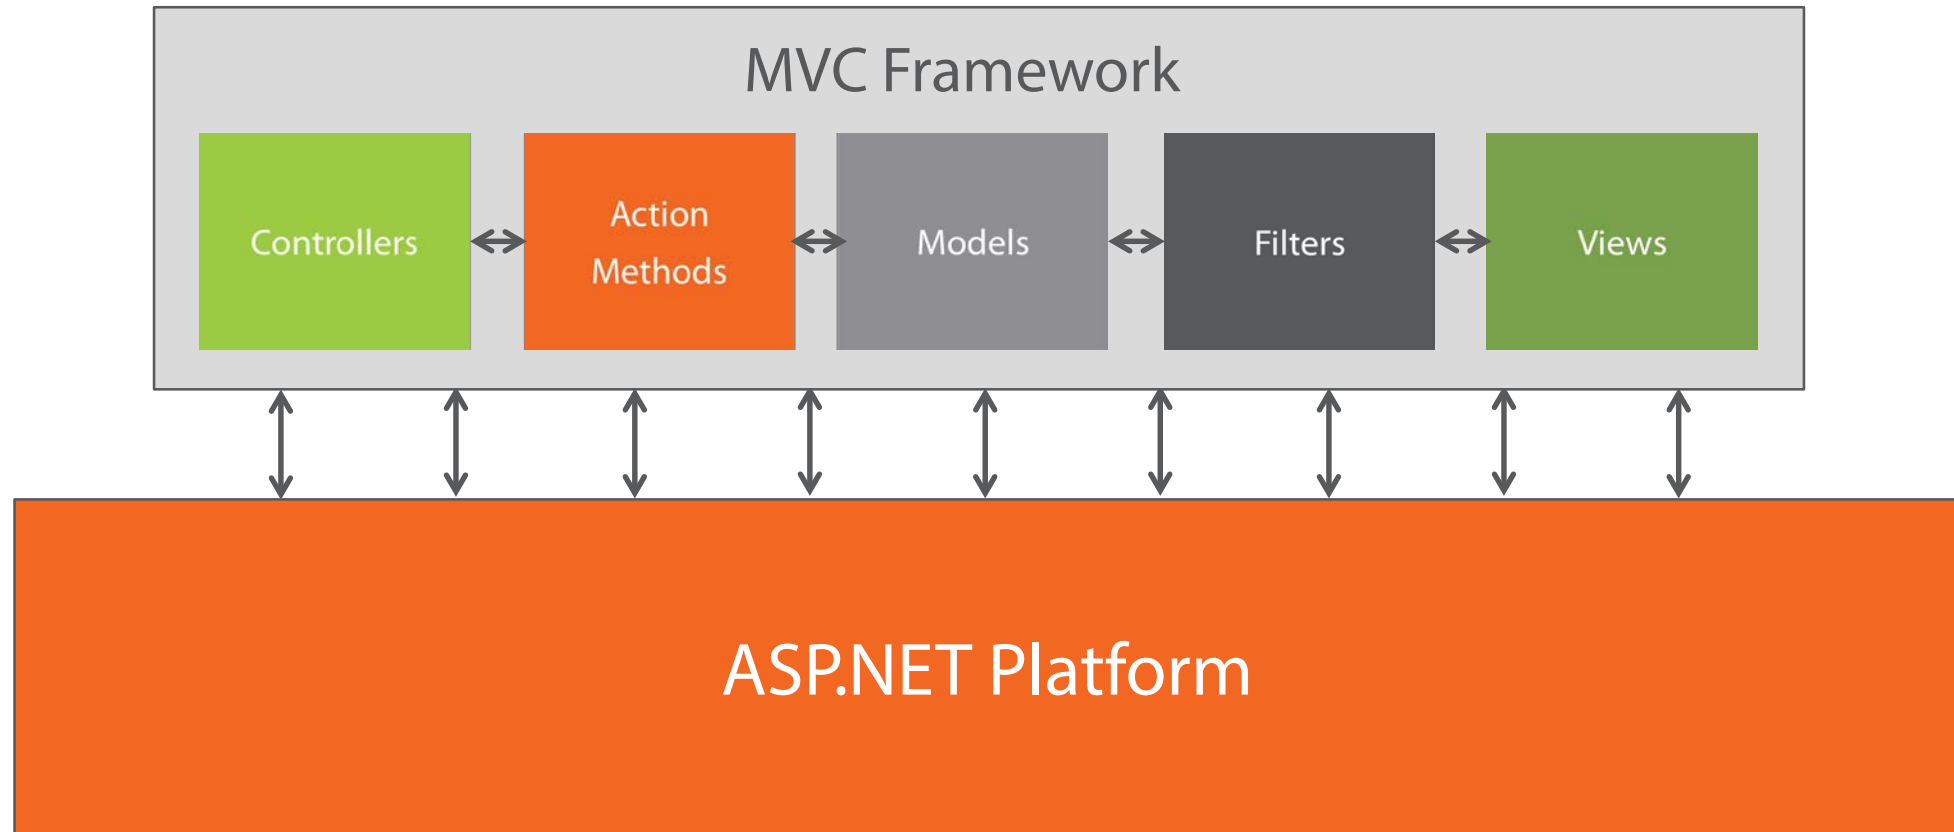 MVC Framework
Controllers
Action
Methods
Models
Filters
Views
ASP.NET Platform